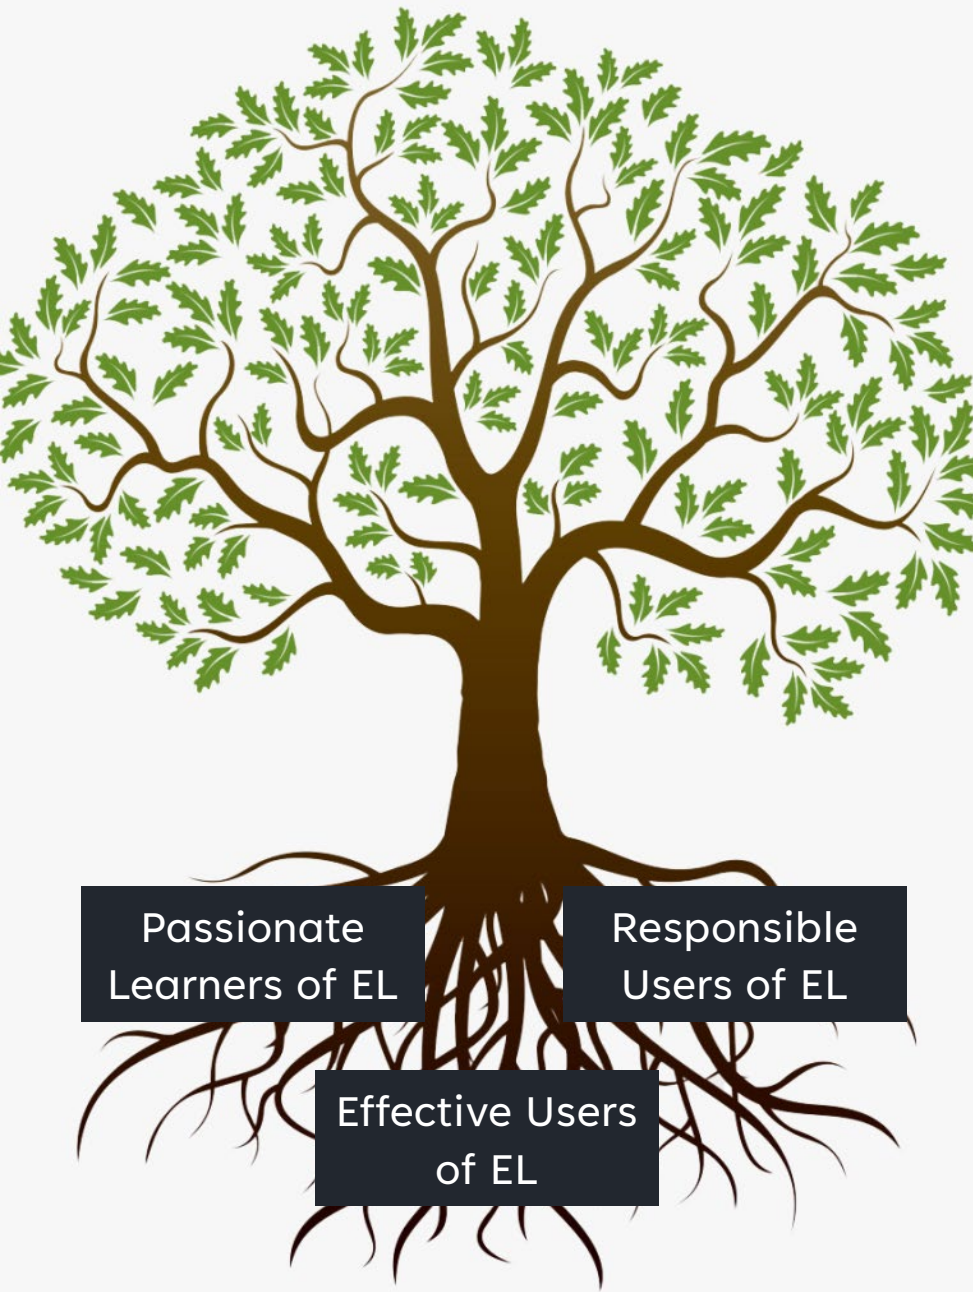 Passionate
Learners of EL
Responsible
Users of EL
Effective Users
of EL